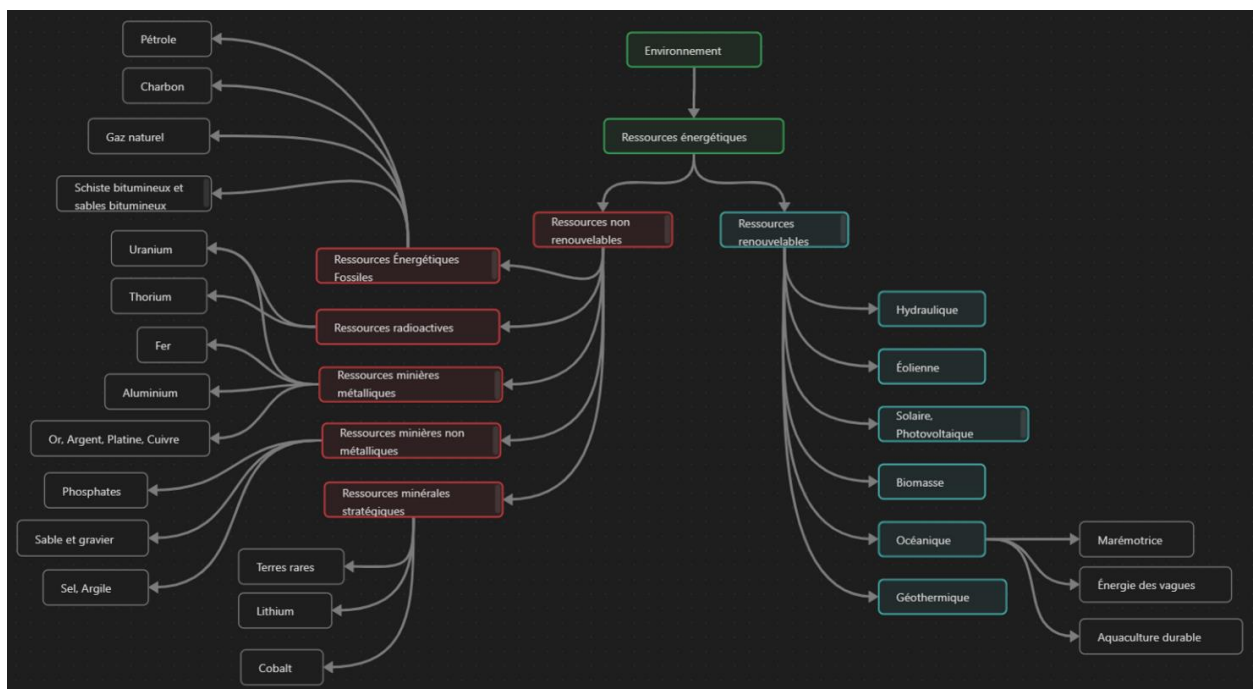 Environnement
Ressources énergétiques
Ressources non
renouvelables
Ressources
renouvelables
Ressources Énergétiques
Fossiles
Pétrole
Charbon
Gaz naturel
Schiste bitumineux et
sables bitumineux
Ressources radioactives
Uranium
Thorium
Ressources minières
métalliques
Fer
Aluminium
Or, Argent, Platine, Cuivre
Ressources minières non
métalliques
Phosphates
Sable et gravier
Sel, Argile
Ressources minérales
stratégiques
Terres rares
Lithium
Cobalt
Hydraulique
Éolienne
Solaire,
Photovoltaique
Biomasse
Océanique
Marémotrice
Énergie des vagues
Aquaculture durable
Géothermique